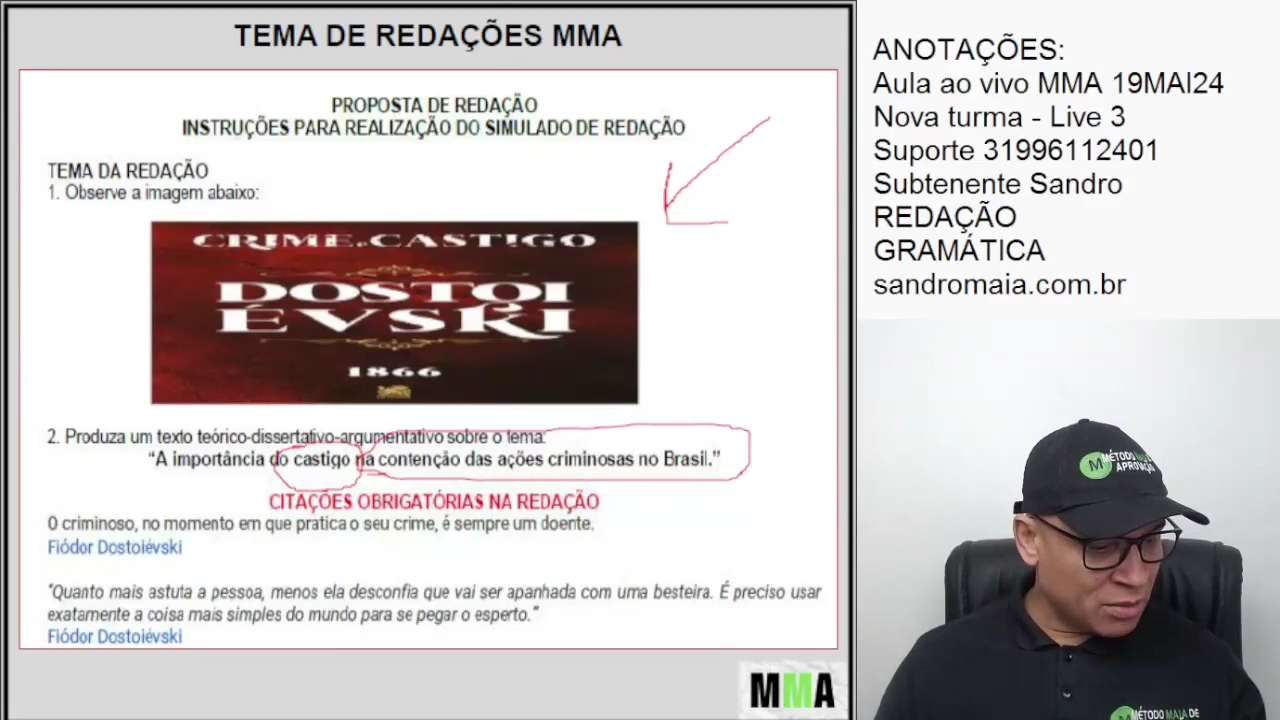 TEMA DE REDAÇÕES MMA
PROPOSTA DE REDAÇÃO
INSTRUÇÕES PARA REALIZAÇÃO DO SIMULADO DE REDAÇÃO
TEMA DA REDAÇÃO
1. Observe a imagem abaixo:
CRIME E CASTIGO
DOSTOI
ÉVSKI
1866
2. Produza um texto teórico-dissertativo-argumentativo sobre o tema:
“A importância do castigo na contenção das ações criminosas no Brasil.”
CITAÇÕES OBRIGATÓRIAS NA REDAÇÃO
O criminoso, no momento em que pratica o seu crime, é sempre um doente.
Fiódor Dostoiévski
“Quanto mais astuta a pessoa, menos ela desconfia que vai ser apanhada com uma besteira. É preciso usar
exatamente a coisa mais simples do mundo para se pegar o esperto.”
Fiódor Dostoiévski
MMA
ANOTAÇÕES:
Aula ao vivo MMA 19MAI24
Nova turma - Live 3
Suporte 31996112401
Subtenente Sandro
REDAÇÃO
GRAMÁTICA
sandromaia.com.br
M
MÉTODO
APROVAÇÃO
MÉTODO MAIA DE